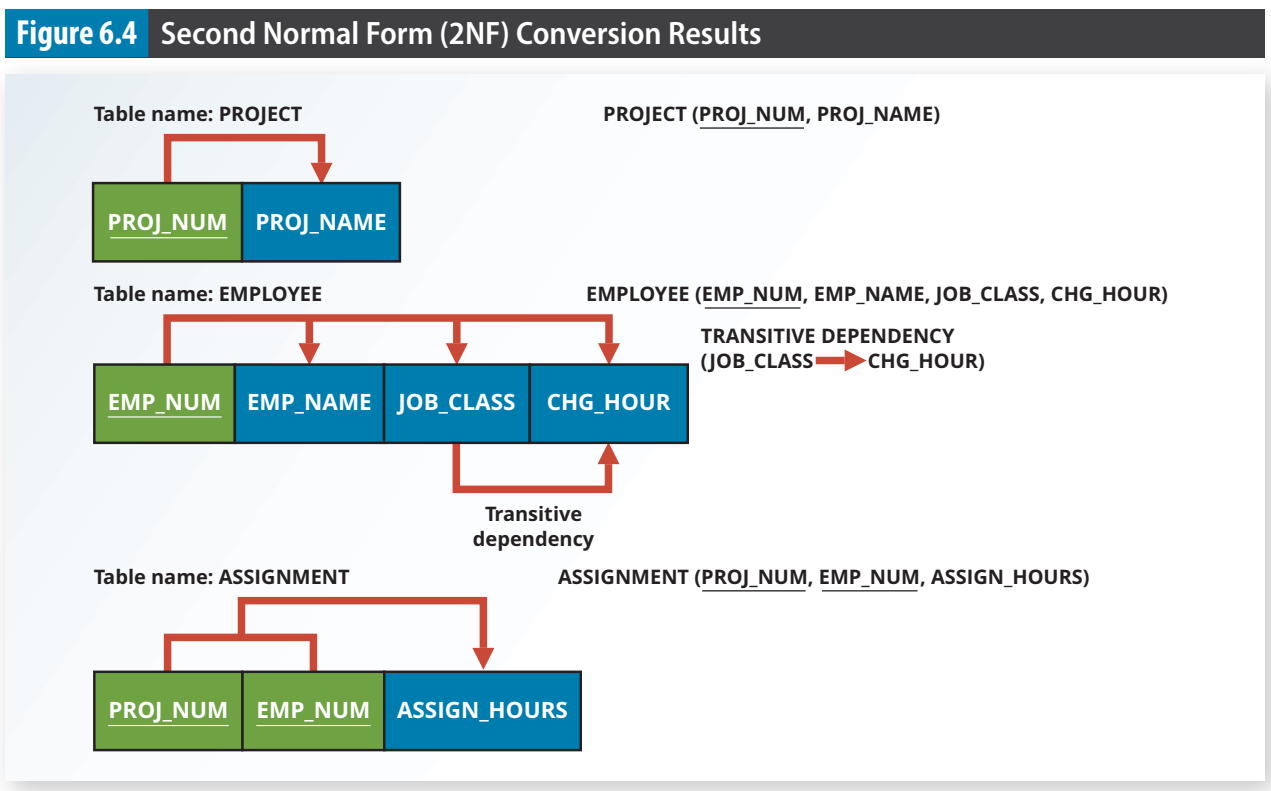 Figure 6.4 Second Normal Form (2NF) Conversion Results
Table name: PROJECT
PROJECT (PROJ_NUM, PROJ_NAME)
PROJ_NUM PROJ_NAME
Table name: EMPLOYEE
EMPLOYEE (EMP_NUM, EMP_NAME, JOB_CLASS, CHG_HOUR)
TRANSITIVE DEPENDENCY
(JOB_CLASS CHG_HOUR)
EMP_NUM EMP_NAME JOB_CLASS CHG_HOUR
Transitive
dependency
Table name: ASSIGNMENT
ASSIGNMENT (PROJ_NUM, EMP_NUM, ASSIGN_HOURS)
PROJ_NUM EMP_NUM ASSIGN_HOURS